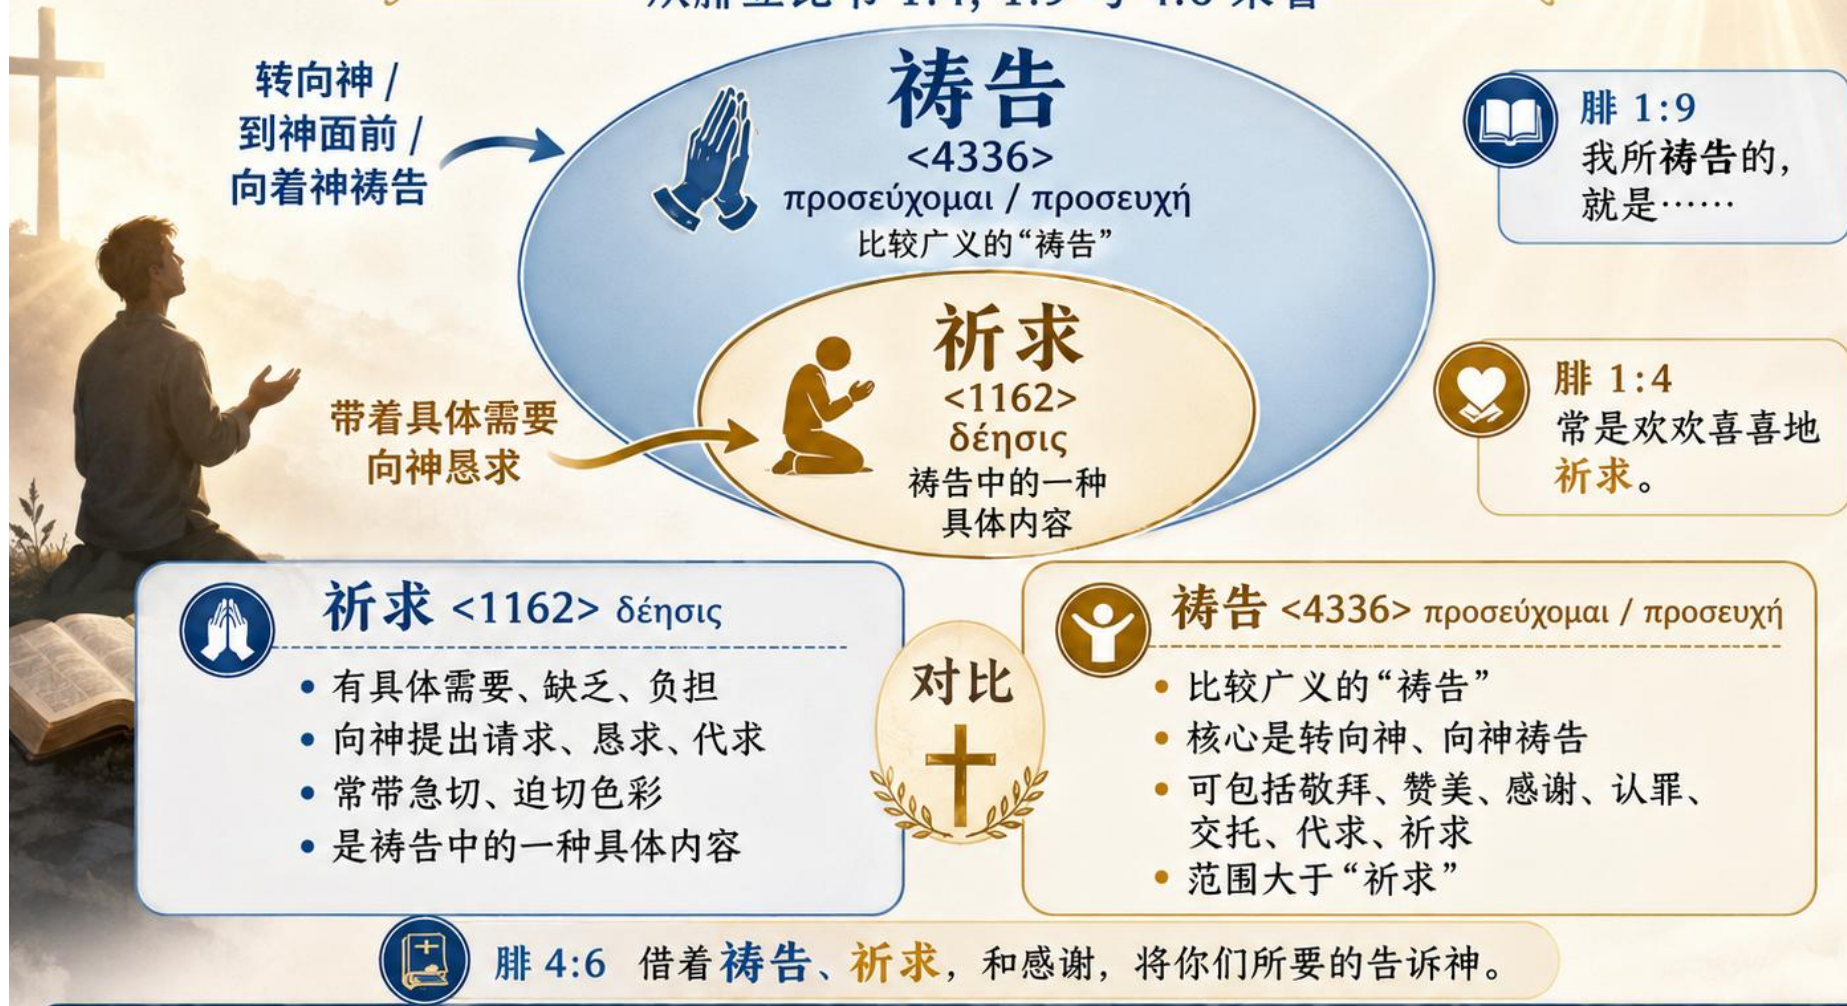 转向神 /
到神面前 /
向着神祷告
祷告
<4336>
προσεύχομαι / προσευχή
比较广义的“祷告”
腓 1:9
我所祷告的，
就是……
祈求
<1162>
δέησις
祷告中的一种
具体内容
带着具体需要
向神恳求
腓 1:4
常是欢欢喜喜地
祈求。
祈求 <1162> δέησις
• 有具体需要、缺乏、负担
• 向神提出请求、恳求、代求
• 常带急切、迫切色彩
• 是祷告中的一种具体内容
对比
祷告 <4336> προσεύχομαι / προσευχή
• 比较广义的“祷告”
• 核心是转向神、向神祷告
• 可包括敬拜、赞美、感谢、认罪、
交托、代求、祈求
• 范围大于“祈求”
腓 4:6 借着祷告、祈求，和感谢，将你们所要的告诉神。